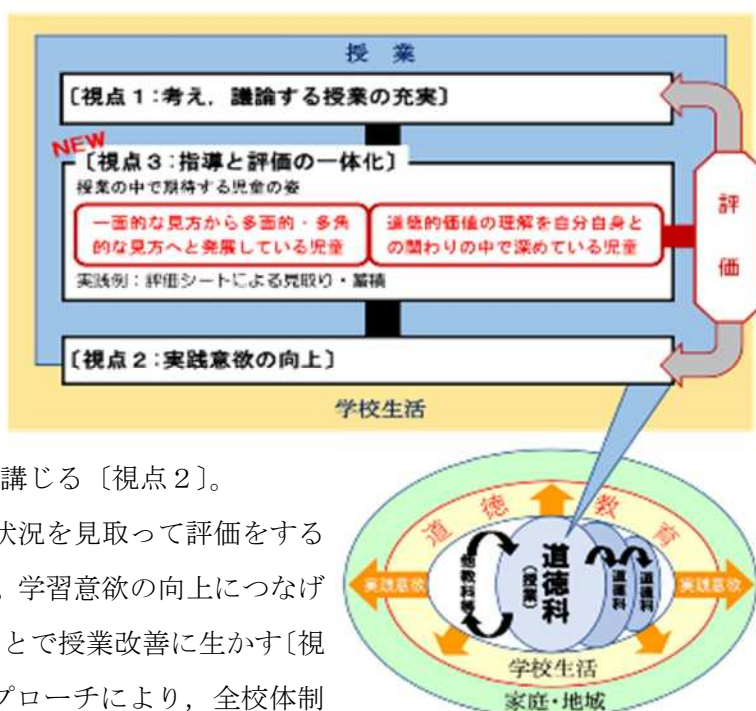 授 業
〔視点1:考え，議論する授業の充実〕
NEW
〔視点3:指導と評価の一体化〕
授業の中で期待する児童の姿
一面的な見方から多面的・多角
的な見方へと発展している児童
道徳的価値の理解を自分自身と
の関わりの中で深めている児童
実践例：評価シートによる見取り・蓄積
評
価
〔視点2:実践意欲の向上〕
学校生活
講じる〔視点２〕。
状況を見取って評価をする
，学習意欲の向上につなげ
とで授業改善に生かす〔視
プローチにより，全校体制
道 徳 教 育
実践意欲
他教科等
道徳科
(授業)
道徳科
道徳科
実践意欲
学校生活
家庭・地域